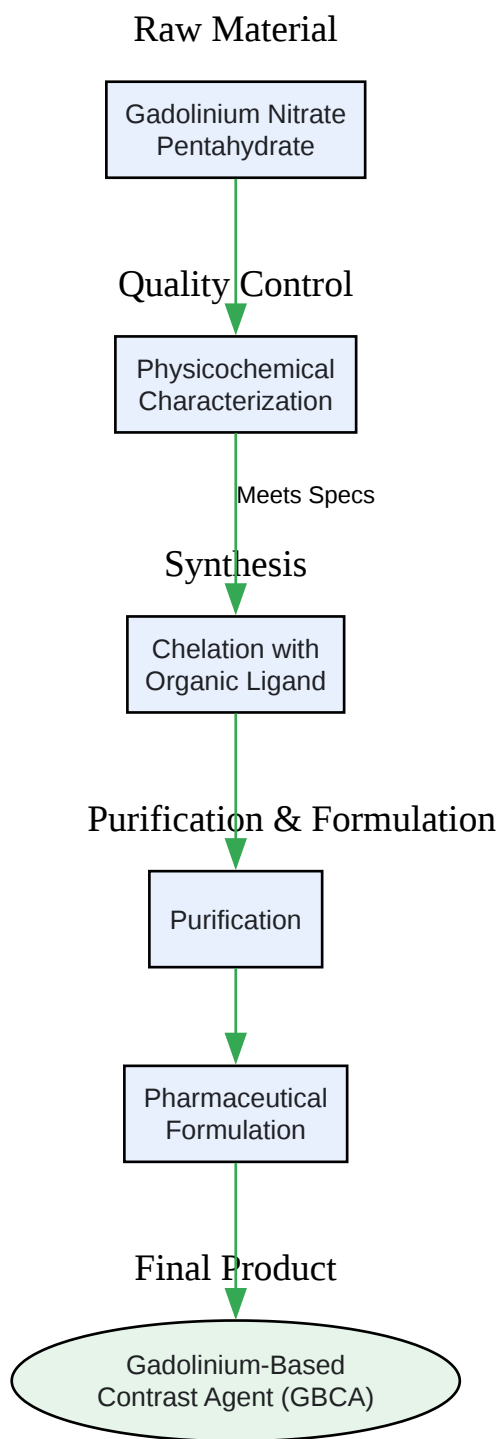 Raw Material
Gadolinium Nitrate
Pentahydrate
Quality Control
Physicochemical
Characterization
Meets Specs
Synthesis
Chelation with
Organic Ligand
Purification & Formulation
Purification
Pharmaceutical
Formulation
Final Product
Gadolinium-Based
Contrast Agent (GBCA)